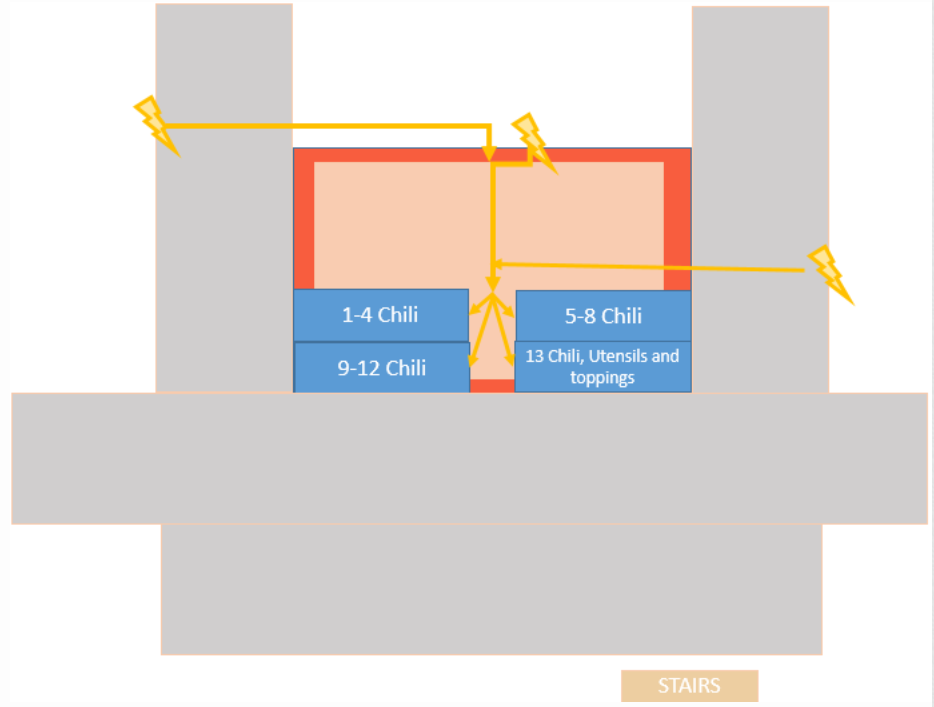 1-4 Chili
5-8 Chili
9-12 Chili
13 Chili, Utensils and
toppings
STAIRS